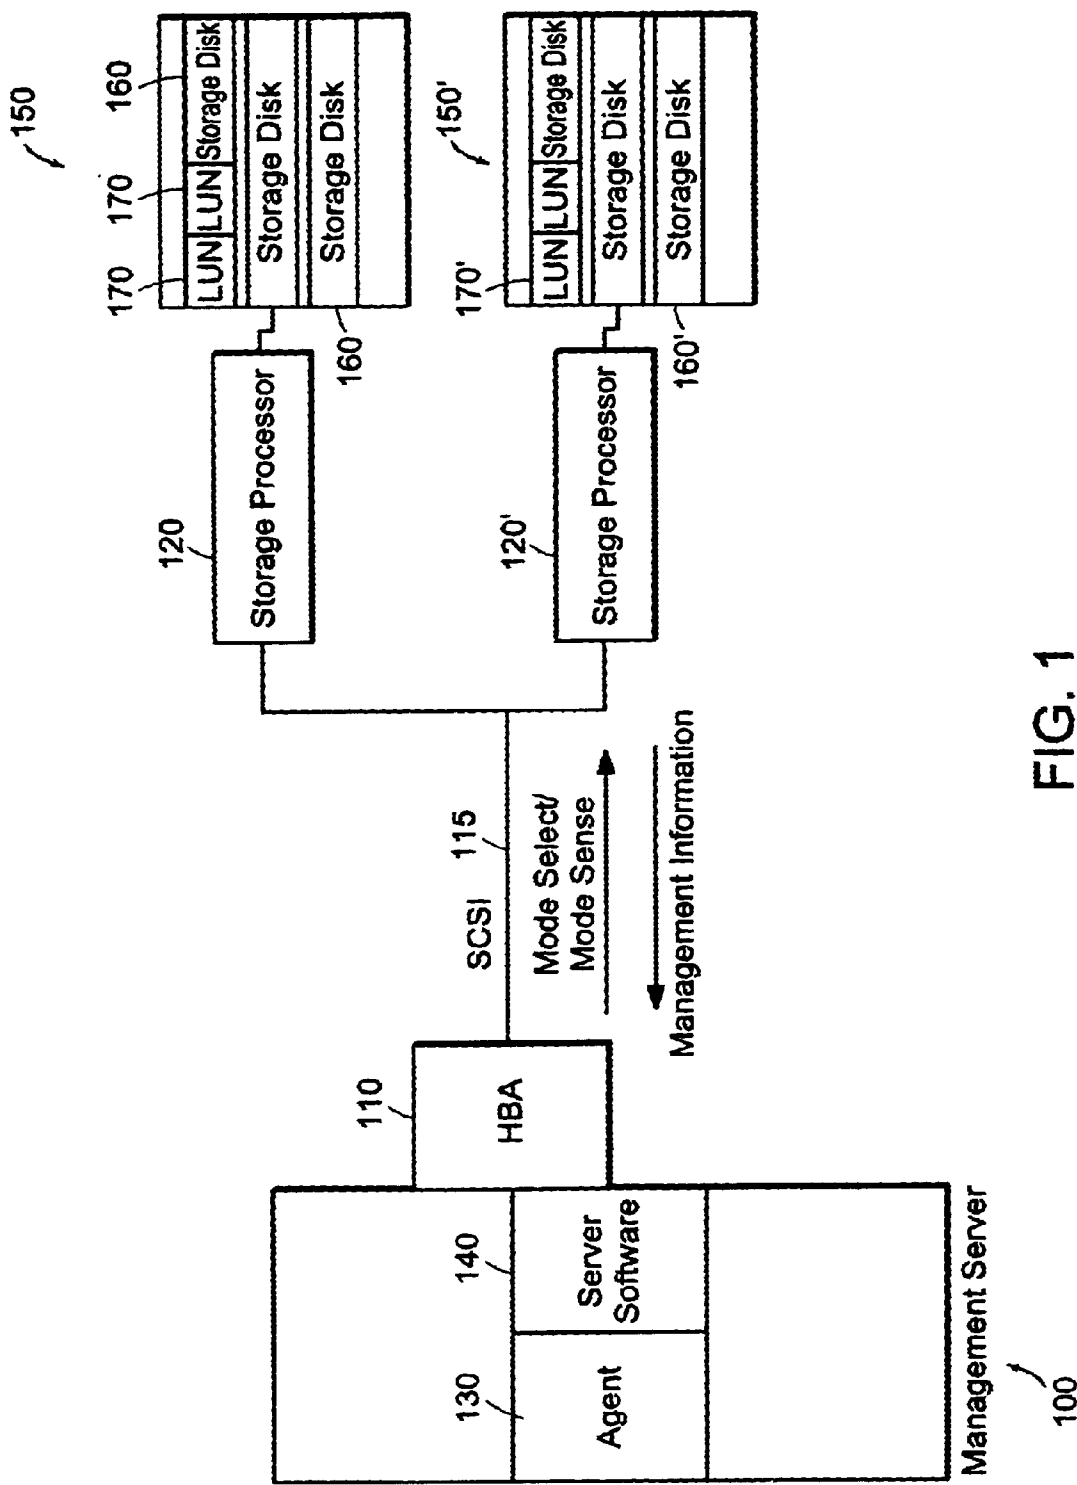 150
170
170
160
LUN
LUN
Storage Disk
Storage Disk
Storage Disk
160
120
Storage Processor
150'
170'
LUN
LUN
Storage Disk
Storage Disk
Storage Disk
160'
120'
Storage Processor
SCSI
115
Mode Select/
Mode Sense
Management Information
110
HBA
130
140
Agent
Server
Software
Management Server
100
FIG. 1